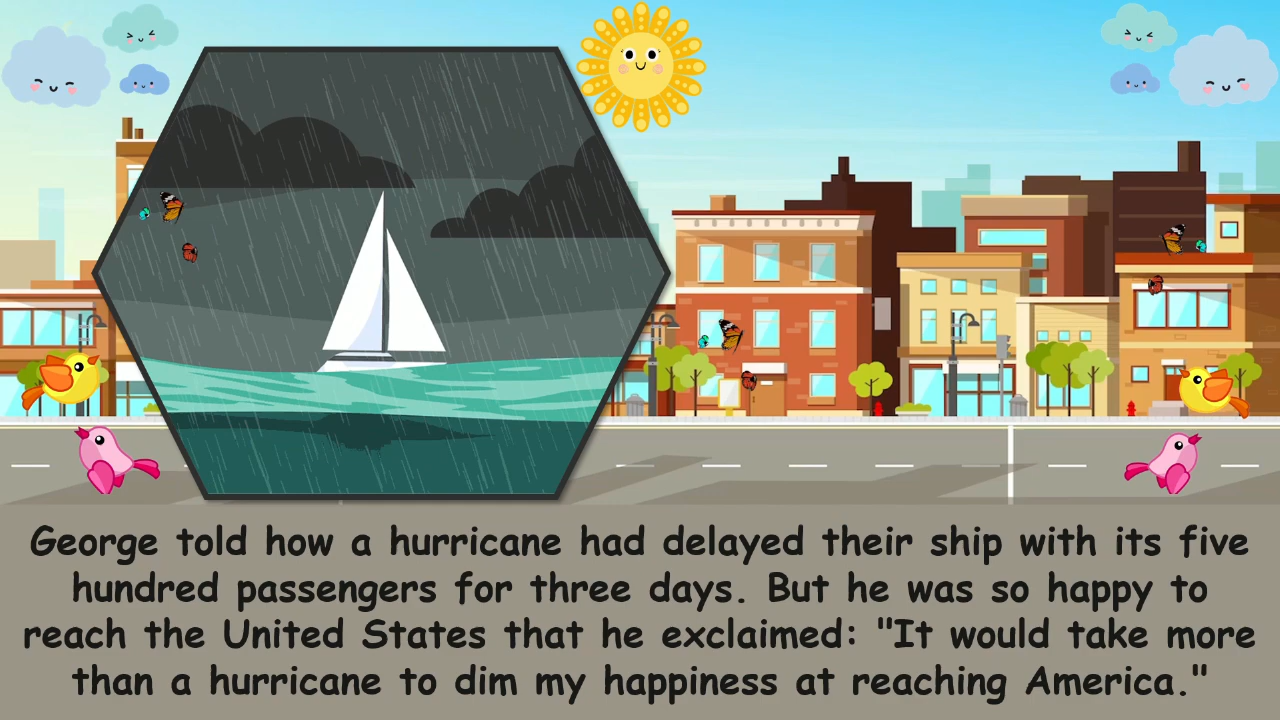 George told how a hurricane had delayed their ship with its five
hundred passengers for three days. But he was so happy to
reach the United States that he exclaimed: "It would take more
than a hurricane to dim my happiness at reaching America."